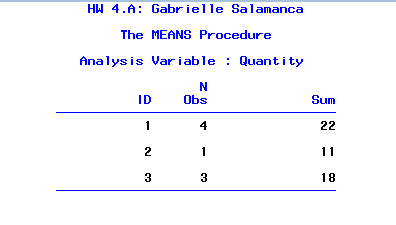 HW 4.A: Gabrielle Salamanca
The MEANS Procedure
Analysis Variable : Quantity
N
ID Obs Sum
1 4 22
2 1 11
3 3 18